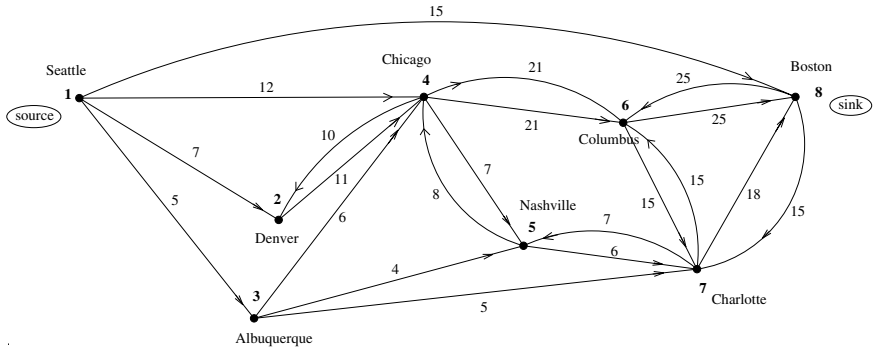 15
Seattle
Chicago
Boston
1
12
4
21
25
8
source
sink
6
21
25
Columbus
10
7
11
7
15
5
2
6
8
Nashville
15
18
Denver
5
7
15
6
3
4
5
7
Charlotte
Albuquerque